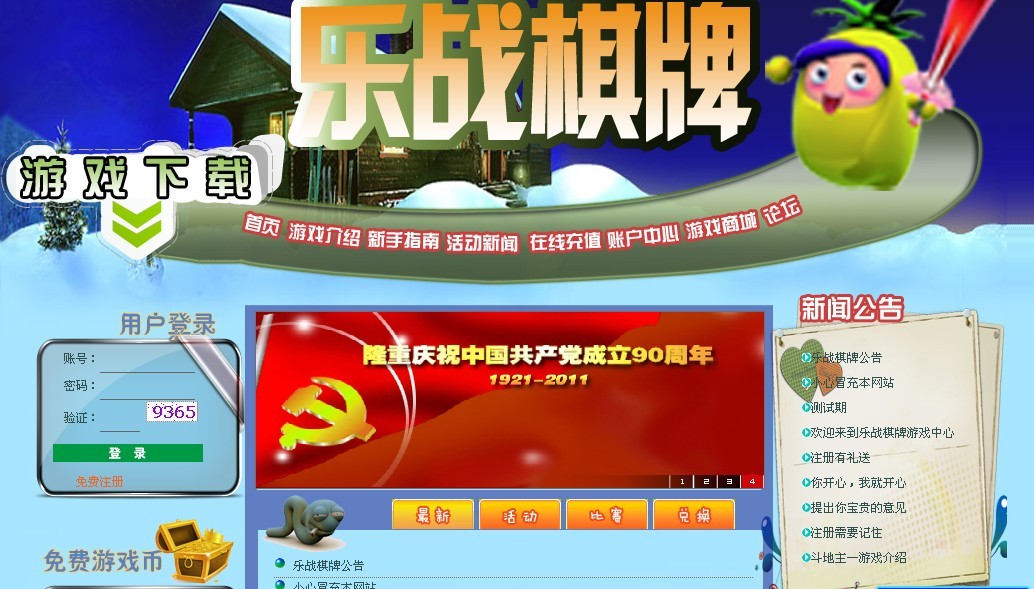 乐战棋牌
游戏下载
首页 游戏介绍 新手指南 活动新闻 在线充值 账户中心 游戏商城 论坛
用户登录
账号：
密码：
验证： 9365
登 录
免费注册
免费游戏币
隆重庆祝中国共产党成立90周年
1921-2011
1 2 3 4
最新 活动 比赛 兑换
乐战棋牌公告
小心冒充本网站
新闻公告
乐战棋牌公告
小心冒充本网站
测试期
欢迎来到乐战棋牌游戏中心
注册有礼送
你开心，我就开心
提出你宝贵的意见
注册需要记住
斗地主－游戏介绍